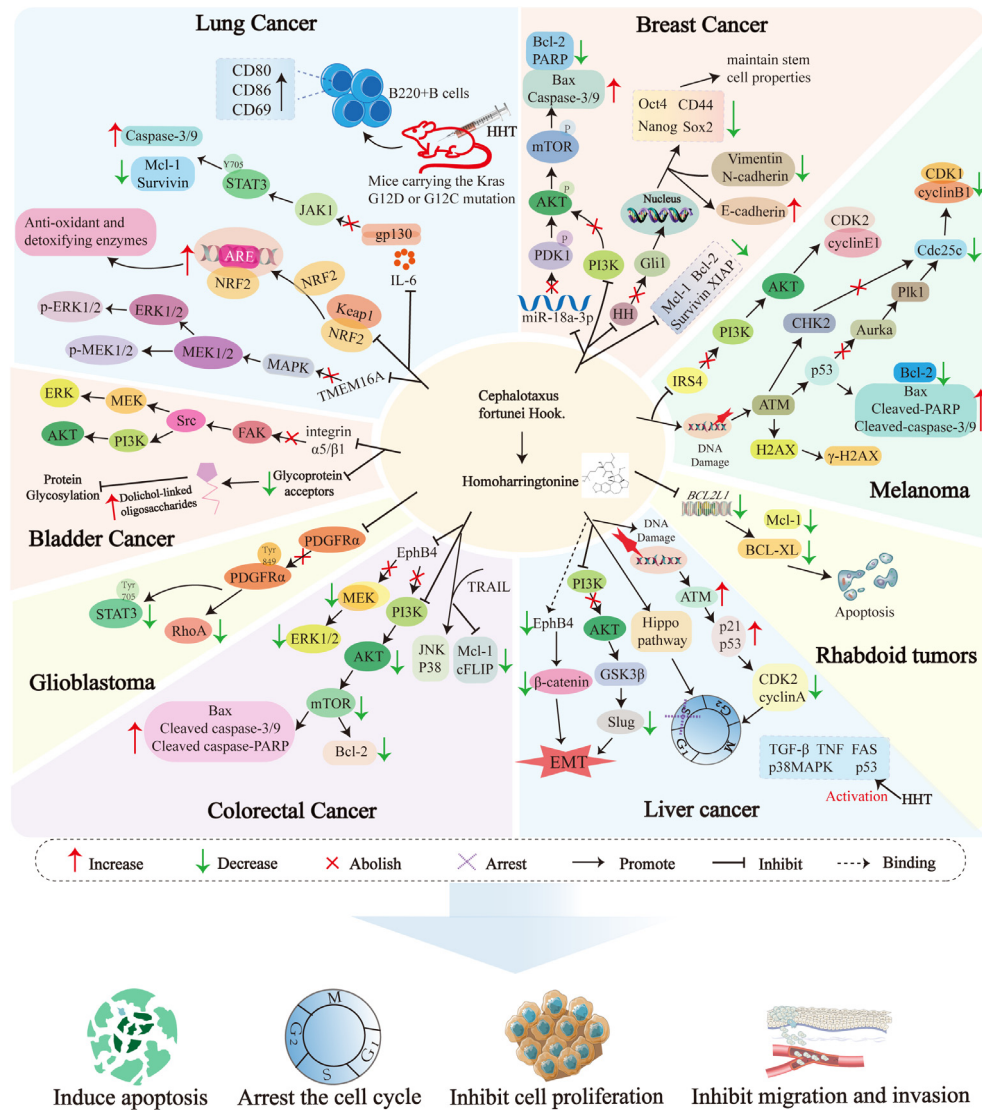 Lung Cancer
CD80
CD86
CD69
B220+B cells
HHT
Mice carrying the Kras
G12D or G12C mutation
Caspase-3/9
Mcl-1
Survivin
Y705
STAT3
JAK1
gp130
IL-6
Anti-oxidant and
detoxifying enzymes
ARE
NRF2
NRF2
Kcap1
NRF2
p-ERK1/2
ERK1/2
p-MEK1/2
MEK1/2
MAPK
TMEM16A
Breast Cancer
Bcl-2
PARP
Bax
Caspase-3/9
P
mTOR
P
AKT
P
PDK1
PI3K
miR-18a-3p
maintain stem
cell properties
Oct4 CD44
Nanog Sox2
Vimentin
N-cadherin
E-cadherin
Nucleus
Gli1
HH
Mcl-1 Bcl-2
Survivin XIAP
CDK1
cyclinB1
CDK2
cyclinE1
Cdc25c
AKT
Plk1
PI3K
CHK2
Aurka
IRS4
p53
ATM
Bcl-2
Bax
Cleaved-PARP
Cleaved-caspase-3/9
DNA
Damage
H2AX
γ-H2AX
Melanoma
Cephalotaxus
fortunei Hook.
Homoharringtonine
ERK
MEK
Src
AKT
PI3K
FAK
integrin
α5/β1
Protein
Glycosylation
Dolichol-linked
oligosaccharides
Glycoprotein
acceptors
Bladder Cancer
PDGFRα
Tyr
849
PDGFRα
Tyr
705
STAT3
RhoA
Glioblastoma
EphB4
MEK
PI3K
TRAIL
ERK1/2
AKT
JNK
P38
Mcl-1
cFLIP
mTOR
Bax
Cleaved caspase-3/9
Cleaved caspase-PARP
Bcl-2
Colorectal Cancer
DNA
Damage
PI3K
ATM
EphB4
AKT
Hippo
pathway
p21
p53
β-catenin
GSK3β
CDK2
cyclinA
Slug
S
G2
G1
M
EMT
TGF-β TNF FAS
p38MAPK p53
Activation
HHT
Liver cancer
BCL2L1
Mcl-1
BCL-XL
Apoptosis
Rhabdoid tumors
Increase
Decrease
Abolish
Arrest
Promote
Inhibit
Binding
M
G2
G1
S
Induce apoptosis
Arrest the cell cycle
Inhibit cell proliferation
Inhibit migration and invasion